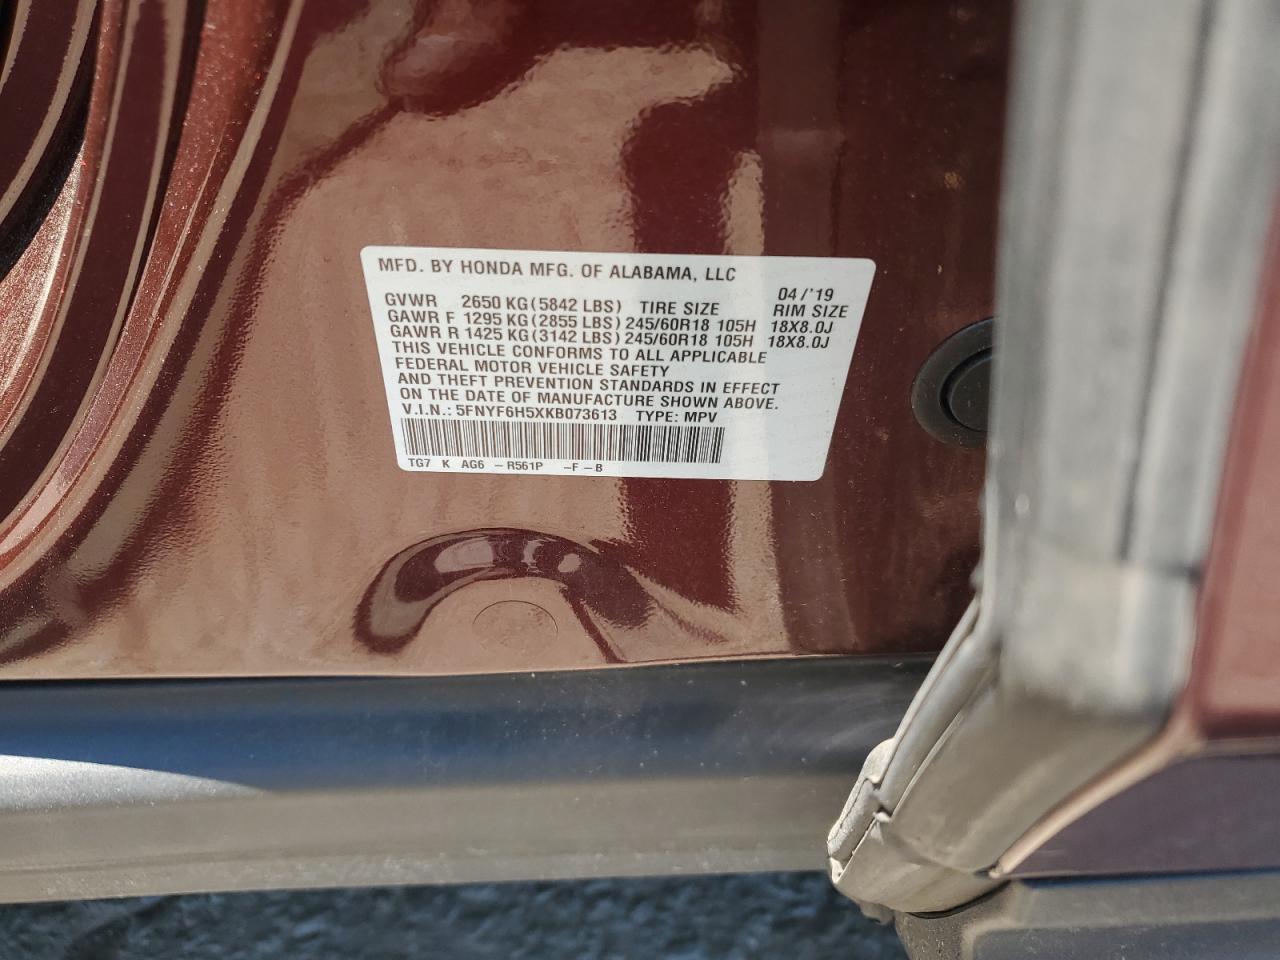 MFD. BY HONDA MFG. OF ALABAMA, LLC
04/'19
GVWR 2650 KG(5842 LBS) TIRE SIZE RIM SIZE
GAWR F 1295 KG(2855 LBS) 245/60R18 105H 18X8.0J
GAWR R 1425 KG(3142 LBS) 245/60R18 105H 18X8.0J
THIS VEHICLE CONFORMS TO ALL APPLICABLE
FEDERAL MOTOR VEHICLE SAFETY
AND THEFT PREVENTION STANDARDS IN EFFECT
ON THE DATE OF MANUFACTURE SHOWN ABOVE.
V.I.N.: 5FNYF6H5XKB073613 TYPE: MPV
TG7 K AG6 -R561P -F-B